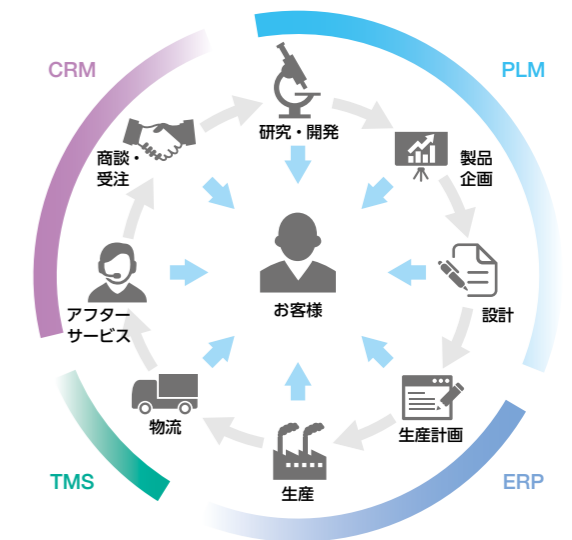 CRM
PLM
研究・開発
商談・
受注
製品
企画
お客様
設計
アフター
サービス
物流
生産計画
生産
TMS
ERP